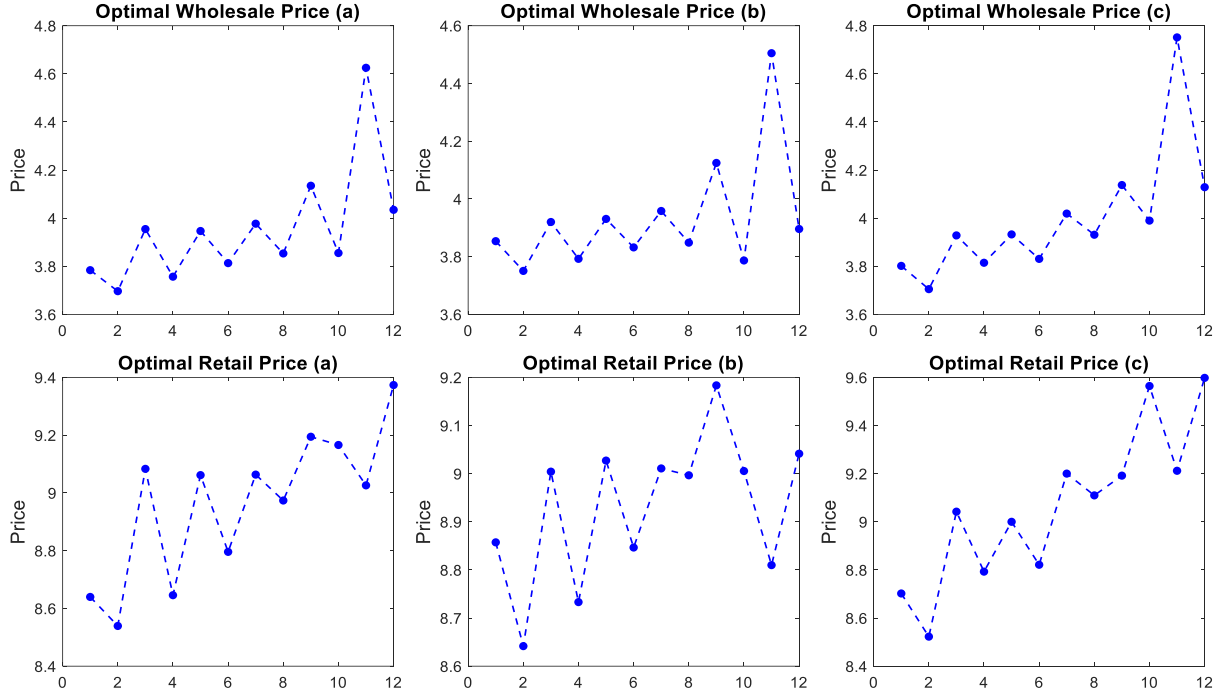 Optimal Wholesale Price (a)
Price
4.8
4.6
4.4
4.2
4
3.8
3.6
0 2 4 6 8 10 12
Optimal Wholesale Price (b)
Price
4.6
4.4
4.2
4
3.8
3.6
0 2 4 6 8 10 12
Optimal Wholesale Price (c)
Price
4.8
4.6
4.4
4.2
4
3.8
3.6
0 2 4 6 8 10 12
Optimal Retail Price (a)
Price
9.4
9.2
9
8.8
8.6
8.4
0 2 4 6 8 10 12
Optimal Retail Price (b)
Price
9.2
9.1
9
8.9
8.8
8.7
8.6
0 2 4 6 8 10 12
Optimal Retail Price (c)
Price
9.6
9.4
9.2
9
8.8
8.6
8.4
0 2 4 6 8 10 12